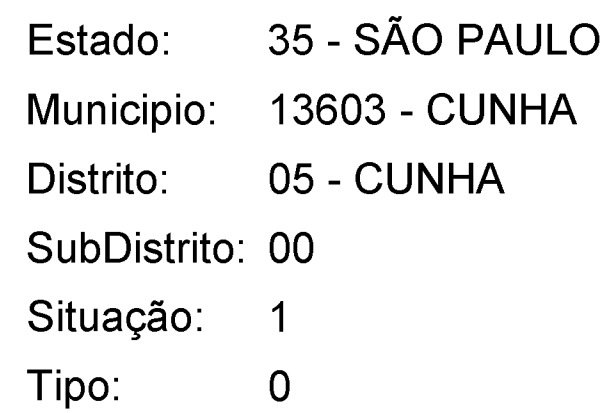 Estado: 35 - SÃO PAULO
Municipio: 13603 - CUNHA
Distrito: 05 - CUNHA
SubDistrito: 00
Situação: 1
Tipo: 0